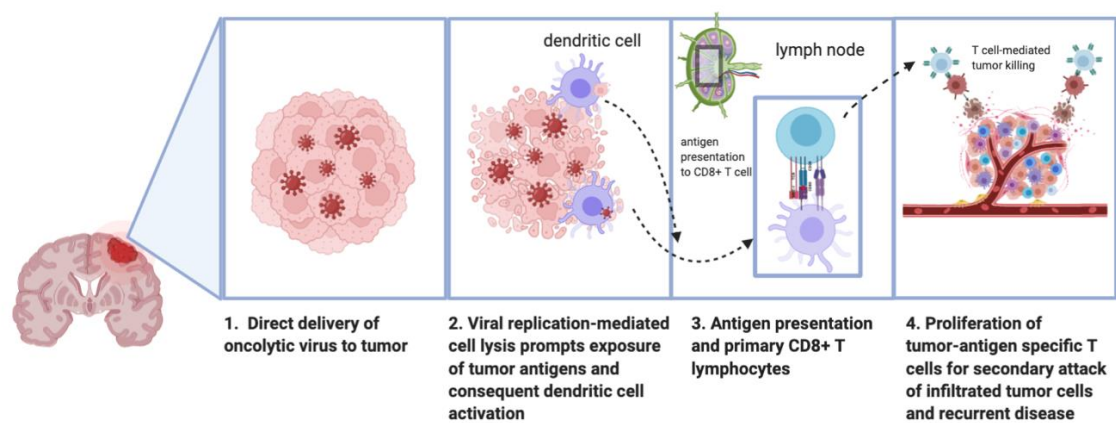 dendritic cell
lymph node
antigen
presentation
to CD8+ T cell
T cell-mediated
tumor killing
1. Direct delivery of
oncolytic virus to tumor
2. Viral replication-mediated
cell lysis prompts exposure
of tumor antigens and
consequent dendritic cell
activation
3. Antigen presentation
and primary CD8+ T
lymphocytes
4. Proliferation of
tumor-antigen specific T
cells for secondary attack
of infiltrated tumor cells
and recurrent disease